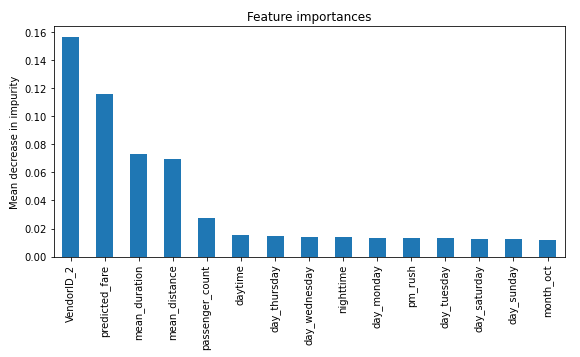 Feature importances
Mean decrease in impurity
0.16
0.14
0.12
0.10
0.08
0.06
0.04
0.02
0.00
VendorID_2
predicted_fare
mean_duration
mean_distance
passenger_count
daytime
day_thursday
day_wednesday
nighttime
day_monday
pm_rush
day_tuesday
day_saturday
day_sunday
month_oct